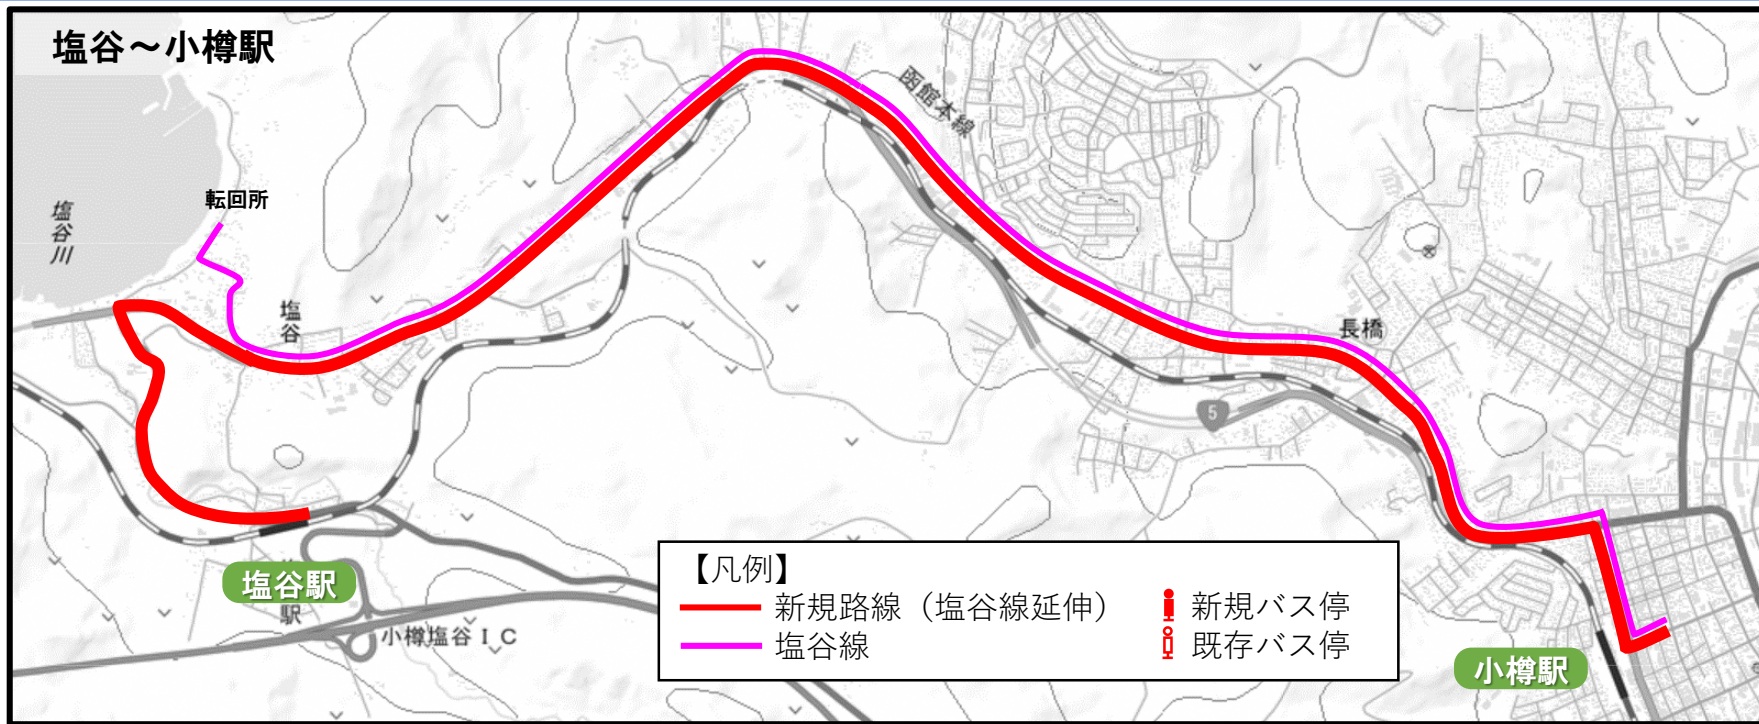 塩谷～小樽駅
函館本線
転回所
塩谷川
塩谷
長橋
5
塩谷駅
駅
小樽塩谷ＩＣ
小樽駅
【凡例】
新規路線（塩谷線延伸）
塩谷線
新規バス停
既存バス停